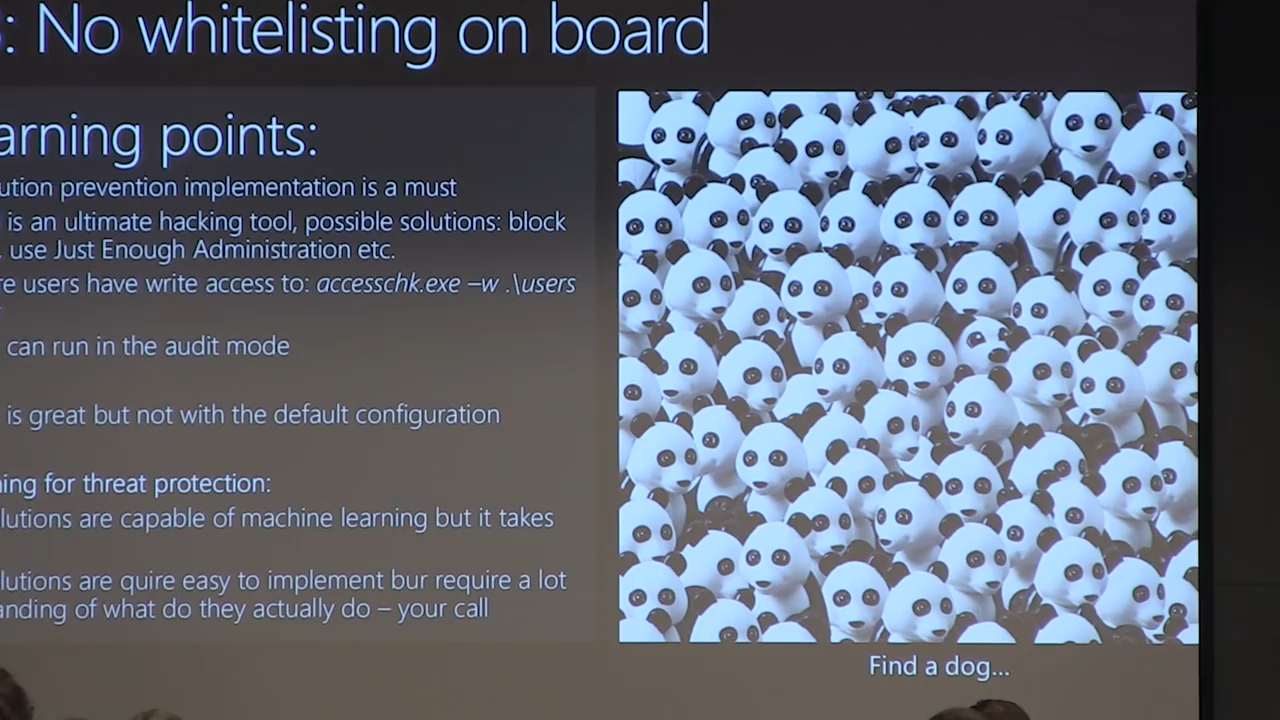 : No whitelisting on board
arning points:
ution prevention implementation is a must
is an ultimate hacking tool, possible solutions: block
, use Just Enough Administration etc.
re users have write access to: accesschk.exe –w .\users
can run in the audit mode
is great but not with the default configuration
ing for threat protection:
lutions are capable of machine learning but it takes
lutions are quire easy to implement bur require a lot
anding of what do they actually do – your call
Find a dog...